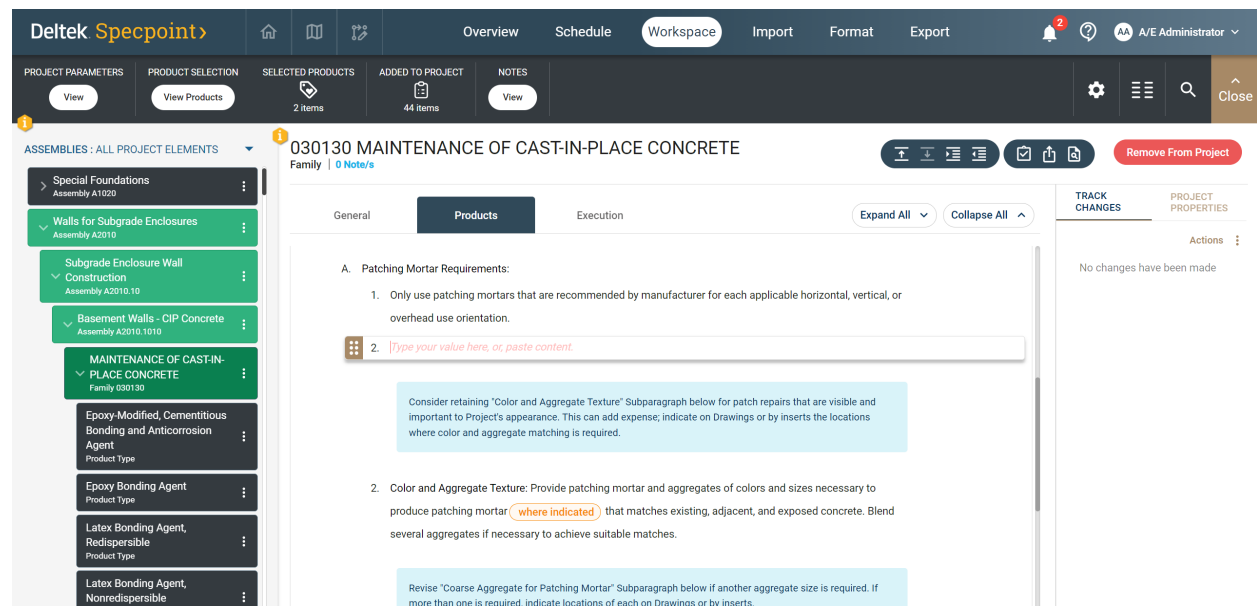 Deltek Specpoint
Overview
Schedule
Workspace
Import
Format
Export
2
AA A/E Administrator
PROJECT PARAMETERS
View
PRODUCT SELECTION
View Products
SELECTED PRODUCTS
2 items
ADDED TO PROJECT
44 items
NOTES
View
Close
ASSEMBLIES : ALL PROJECT ELEMENTS
Special Foundations
Assembly A1020
Walls for Subgrade Enclosures
Assembly A2010
Subgrade Enclosure Wall
Construction
Assembly A2010.10
Basement Walls - CIP Concrete
Assembly A2010.1010
MAINTENANCE OF CAST-IN-
PLACE CONCRETE
Family 030130
Epoxy-Modified, Cementitious
Bonding and Anticorrosion
Agent
Product Type
Epoxy Bonding Agent
Product Type
Latex Bonding Agent,
Redispersible
Product Type
Latex Bonding Agent,
Nonredispersible
030130 MAINTENANCE OF CAST-IN-PLACE CONCRETE
Family | 0 Note/s
Remove From Project
General
Products
Execution
Expand All
Collapse All
A. Patching Mortar Requirements:
1. Only use patching mortars that are recommended by manufacturer for each applicable horizontal, vertical, or
overhead use orientation.
2. Type your value here, or, paste content.
Consider retaining "Color and Aggregate Texture" Subparagraph below for patch repairs that are visible and
important to Project's appearance. This can add expense; indicate on Drawings or by inserts the locations
where color and aggregate matching is required.
2. Color and Aggregate Texture: Provide patching mortar and aggregates of colors and sizes necessary to
produce patching mortar where indicated that matches existing, adjacent, and exposed concrete. Blend
several aggregates if necessary to achieve suitable matches.
Revise "Coarse Aggregate for Patching Mortar" Subparagraph below if another aggregate size is required. If
more than one is required, indicate locations of each on Drawings or by inserts.
TRACK
CHANGES
PROJECT
PROPERTIES
Actions
No changes have been made